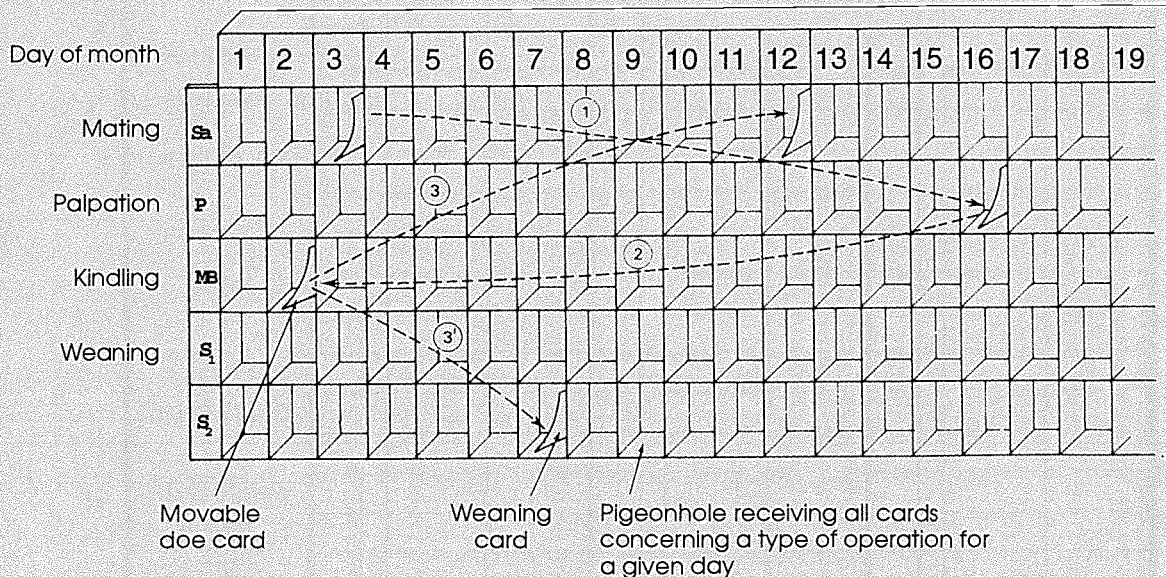 Day of month 1 2 3 4 5 6 7 8 9 10 11 12 13 14 15 16 17 18 19
Mating Sa 1
Palpation P 3
Kindling MB 2
Weaning S₁ 3'
S₂
Movable
doe card
Weaning
card
Pigeonhole receiving all cards
concerning a type of operation for
a given day